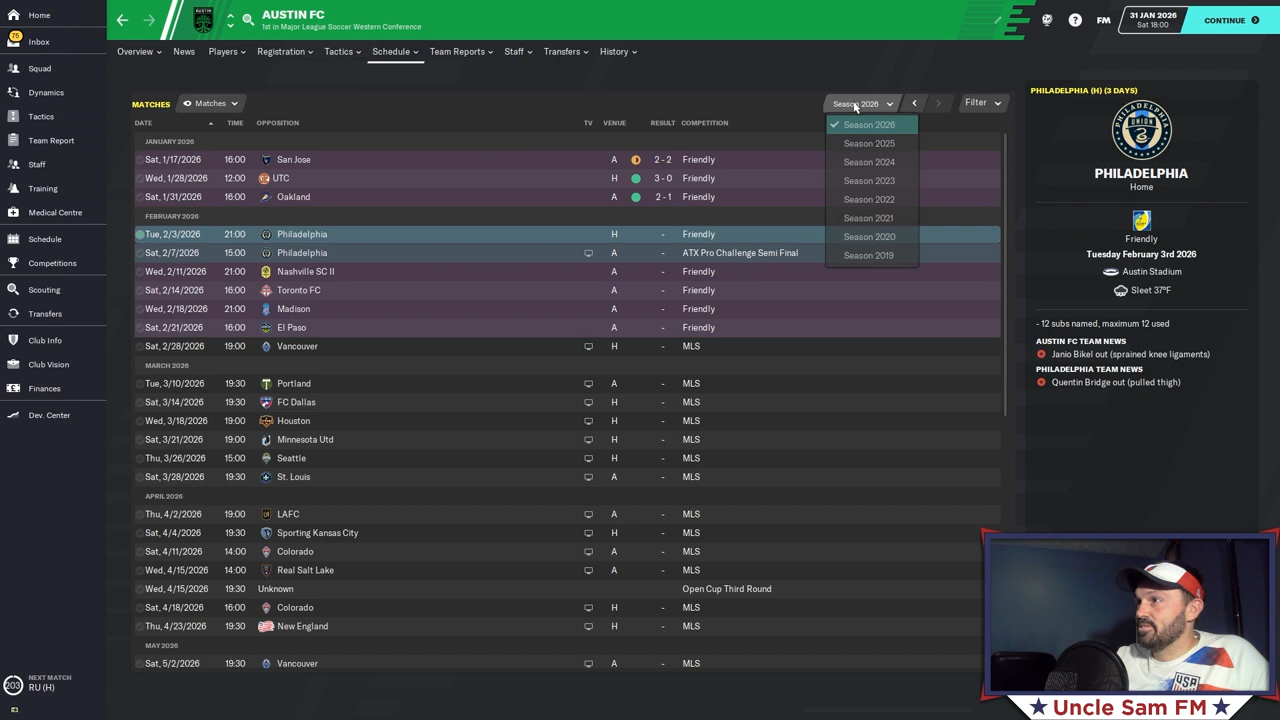 Home
75
Inbox
Squad
Dynamics
Tactics
Team Report
Staff
Training
Medical Centre
Schedule
Competitions
Scouting
Transfers
Club Info
Club Vision
Finances
Dev. Center
203
NEXT MATCH
RU (H)
AUSTIN FC
1st in Major League Soccer Western Conference
?
FM
31 JAN 2026
Sat 18:00
CONTINUE
Overview News Players Registration Tactics Schedule Team Reports Staff Transfers History
MATCHES Matches Season 2026 Filter
Season 2026
Season 2025
Season 2024
Season 2023
Season 2022
Season 2021
Season 2020
Season 2019
DATE TIME OPPOSITION TV VENUE RESULT COMPETITION
JANUARY 2026
Sat, 1/17/2026 16:00 San Jose A 2 - 2 Friendly
Wed, 1/28/2026 12:00 UTC H 3 - 0 Friendly
Sat, 1/31/2026 16:00 Oakland A 2 - 1 Friendly
FEBRUARY 2026
Tue, 2/3/2026 21:00 Philadelphia H - Friendly
Sat, 2/7/2026 15:00 Philadelphia A - ATX Pro Challenge Semi Final
Wed, 2/11/2026 21:00 Nashville SC II A - Friendly
Sat, 2/14/2026 16:00 Toronto FC A - Friendly
Wed, 2/18/2026 21:00 Madison A - Friendly
Sat, 2/21/2026 16:00 El Paso A - Friendly
Sat, 2/28/2026 19:00 Vancouver H - MLS
MARCH 2026
Tue, 3/10/2026 19:30 Portland A - MLS
Sat, 3/14/2026 19:30 FC Dallas A - MLS
Wed, 3/18/2026 19:00 Houston H - MLS
Sat, 3/21/2026 19:00 Minnesota Utd A - MLS
Thu, 3/26/2026 15:00 Seattle H - MLS
Sat, 3/28/2026 19:30 St. Louis A - MLS
APRIL 2026
Thu, 4/2/2026 19:00 LAFC A - MLS
Sat, 4/4/2026 19:30 Sporting Kansas City H - MLS
Sat, 4/11/2026 14:00 Colorado A - MLS
Wed, 4/15/2026 14:00 Real Salt Lake A - MLS
Wed, 4/15/2026 19:30 Unknown - Open Cup Third Round
Sat, 4/18/2026 16:00 Colorado H - MLS
Thu, 4/23/2026 19:30 New England H - MLS
MAY 2026
Sat, 5/2/2026 19:30 Vancouver A - MLS
PHILADELPHIA (H) (3 DAYS)
PHILADELPHIA
Home
Friendly
Tuesday February 3rd 2026
Austin Stadium
Sleet 37°F
- 12 subs named, maximum 12 used
AUSTIN FC TEAM NEWS
Janio Bikel out (sprained knee ligaments)
PHILADELPHIA TEAM NEWS
Quentin Bridge out (pulled thigh)
USA
Uncle Sam FM